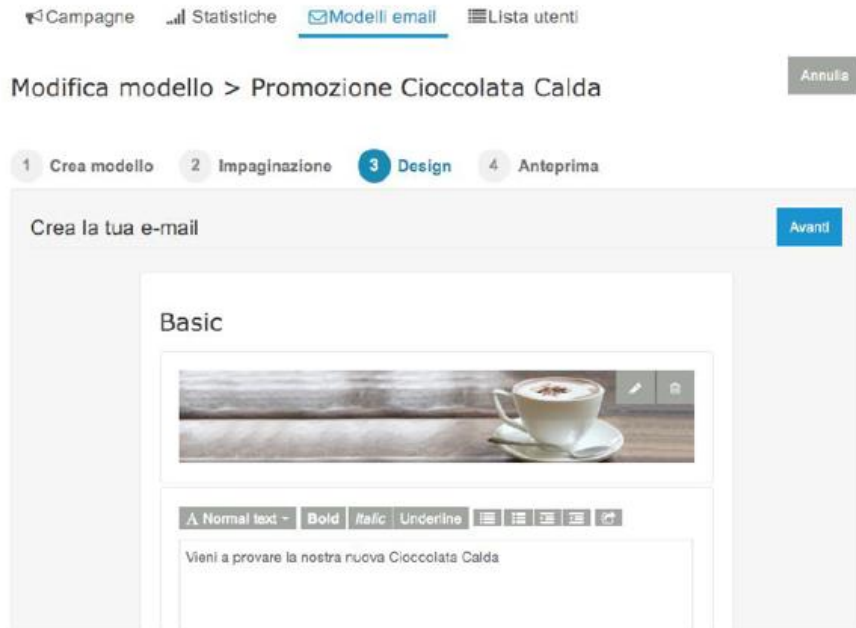 Campagne Statistiche Modelli email Lista utenti
Modifica modello > Promozione Cioccolata Calda Annulla
1 Crea modello 2 Impaginazione 3 Design 4 Anteprima
Crea la tua e-mail Avanti
Basic
A Normal text Bold Italic Underline
Vieni a provare la nostra nuova Cioccolata Calda